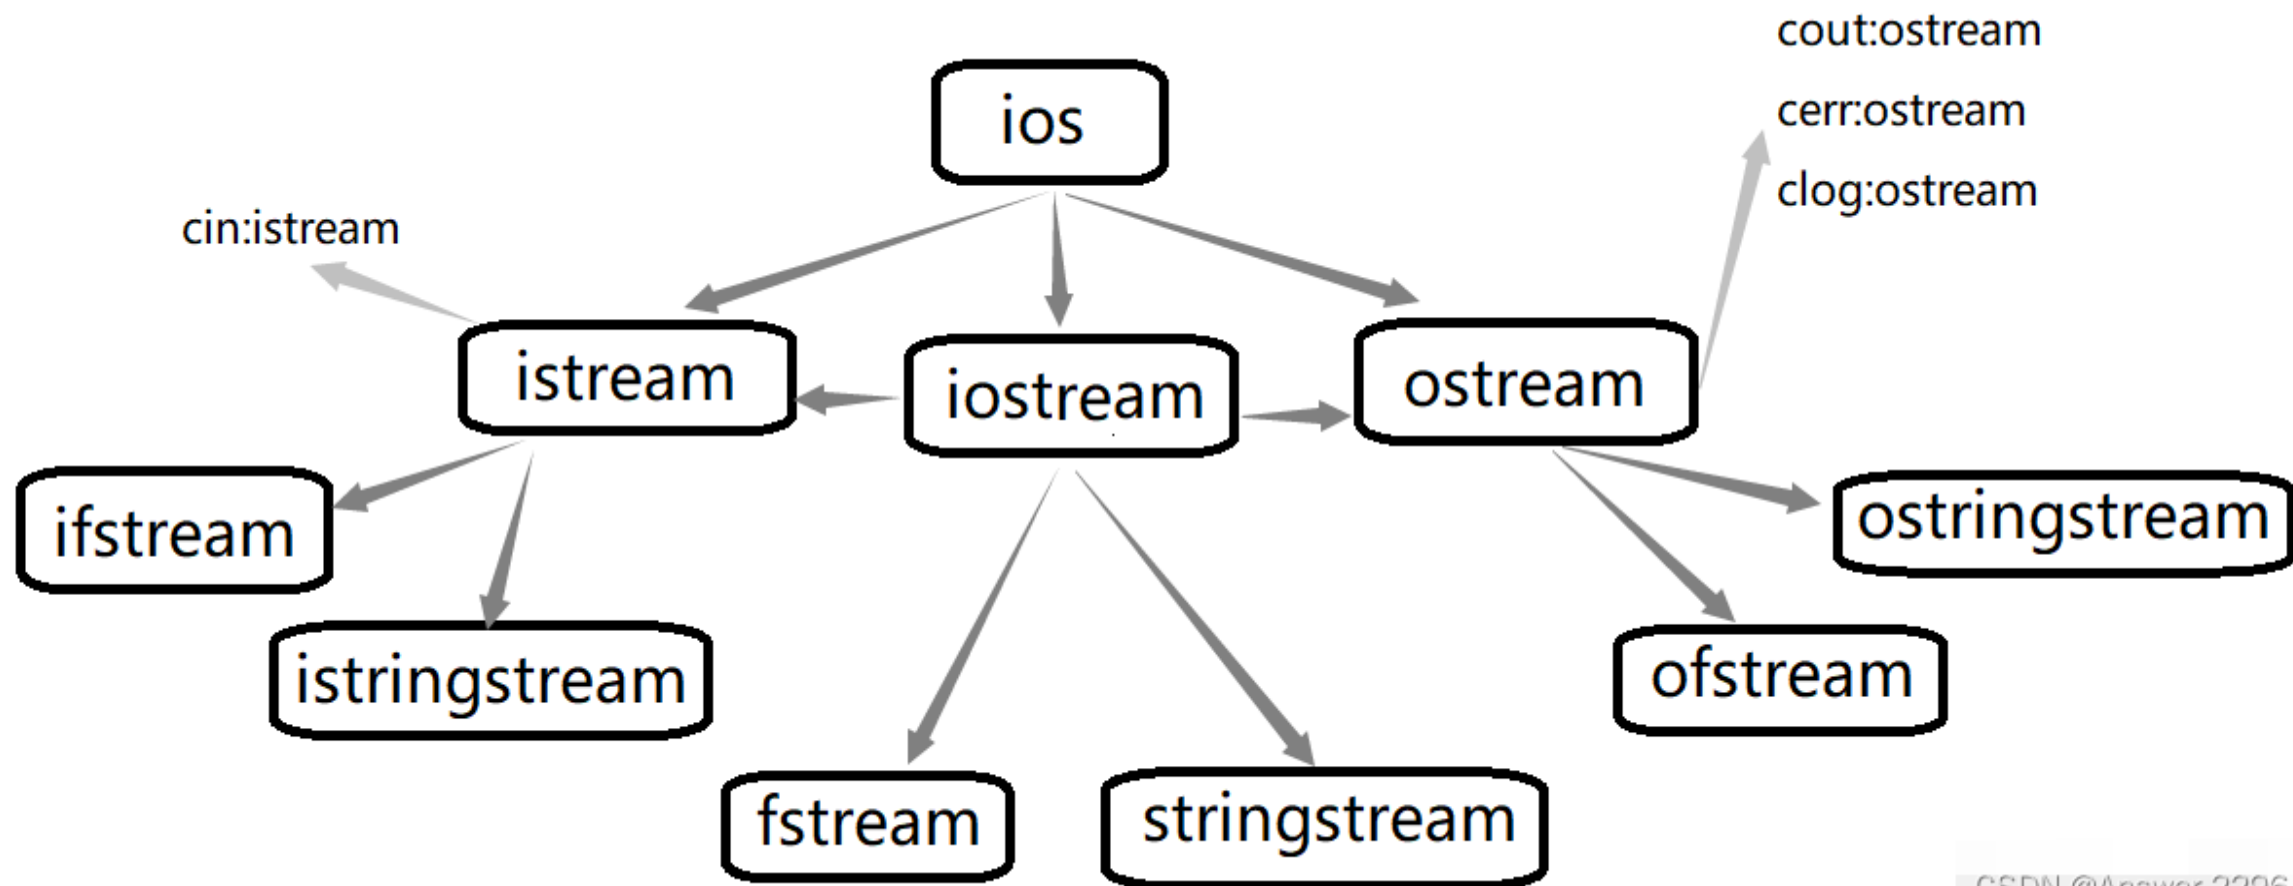 cout:ostream
ios
cerr:ostream
clog:ostream
cin:istream
istream
iostream
ostream
ifstream
ostringstream
istringstream
ofstream
fstream
stringstream